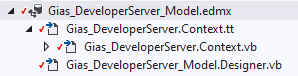 Gias_DeveloperServer_Model.edmx
Gias_DeveloperServer.Context.tt
Gias_DeveloperServer.Context.vb
Gias_DeveloperServer_Model.Designer.vb